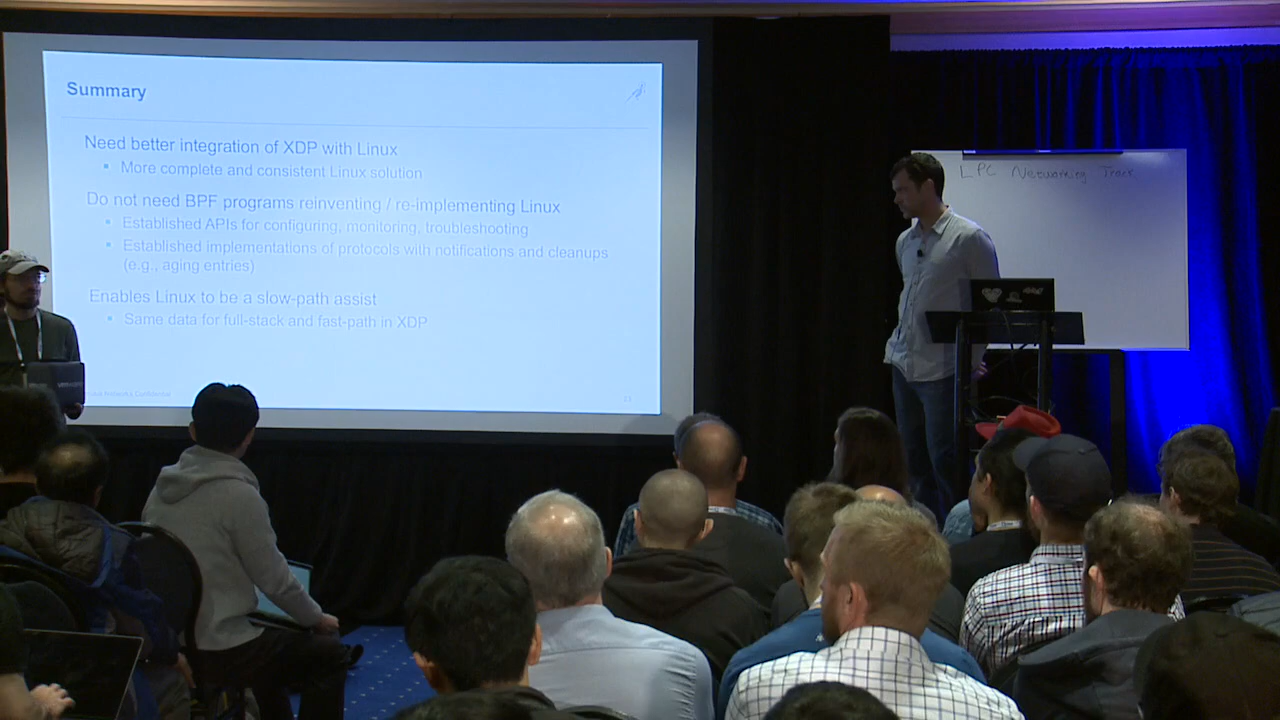 Summary
Need better integration of XDP with Linux
▪ More complete and consistent Linux solution
Do not need BPF programs reinventing / re-implementing Linux
▪ Established APIs for configuring, monitoring, troubleshooting
▪ Established implementations of protocols with notifications and cleanups
(e.g., aging entries)
Enables Linux to be a slow-path assist
▪ Same data for full-stack and fast-path in XDP
Networks Confidential
LPC Networking Track